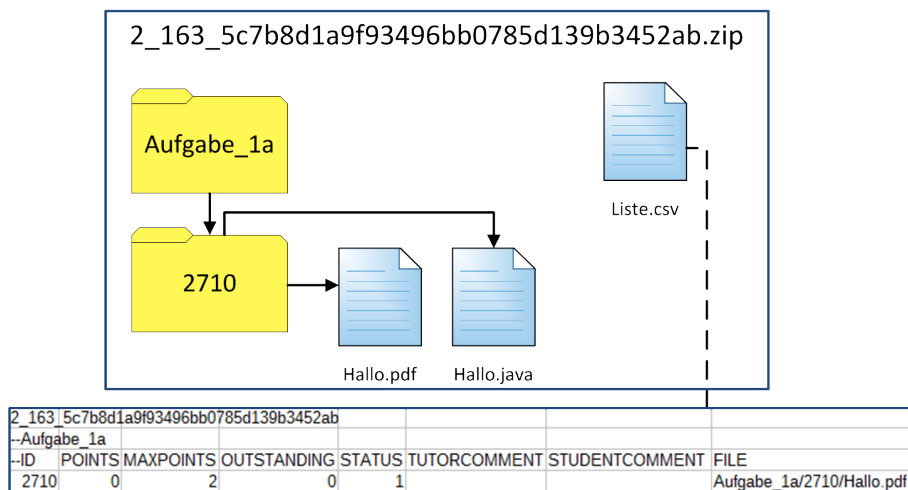 2_163_5c7b8d1a9f93496bb0785d139b3452ab.zip
Aufgabe_1a
Liste.csv
2710
Hallo.pdf Hallo.java
2_163_5c7b8d1a9f93496bb0785d139b3452ab
--Aufgabe_1a
--ID POINTS MAXPOINTS OUTSTANDING STATUS TUTORCOMMENT STUDENTCOMMENT FILE
2710 0 2 0 1 Aufgabe_1a/2710/Hallo.pdf